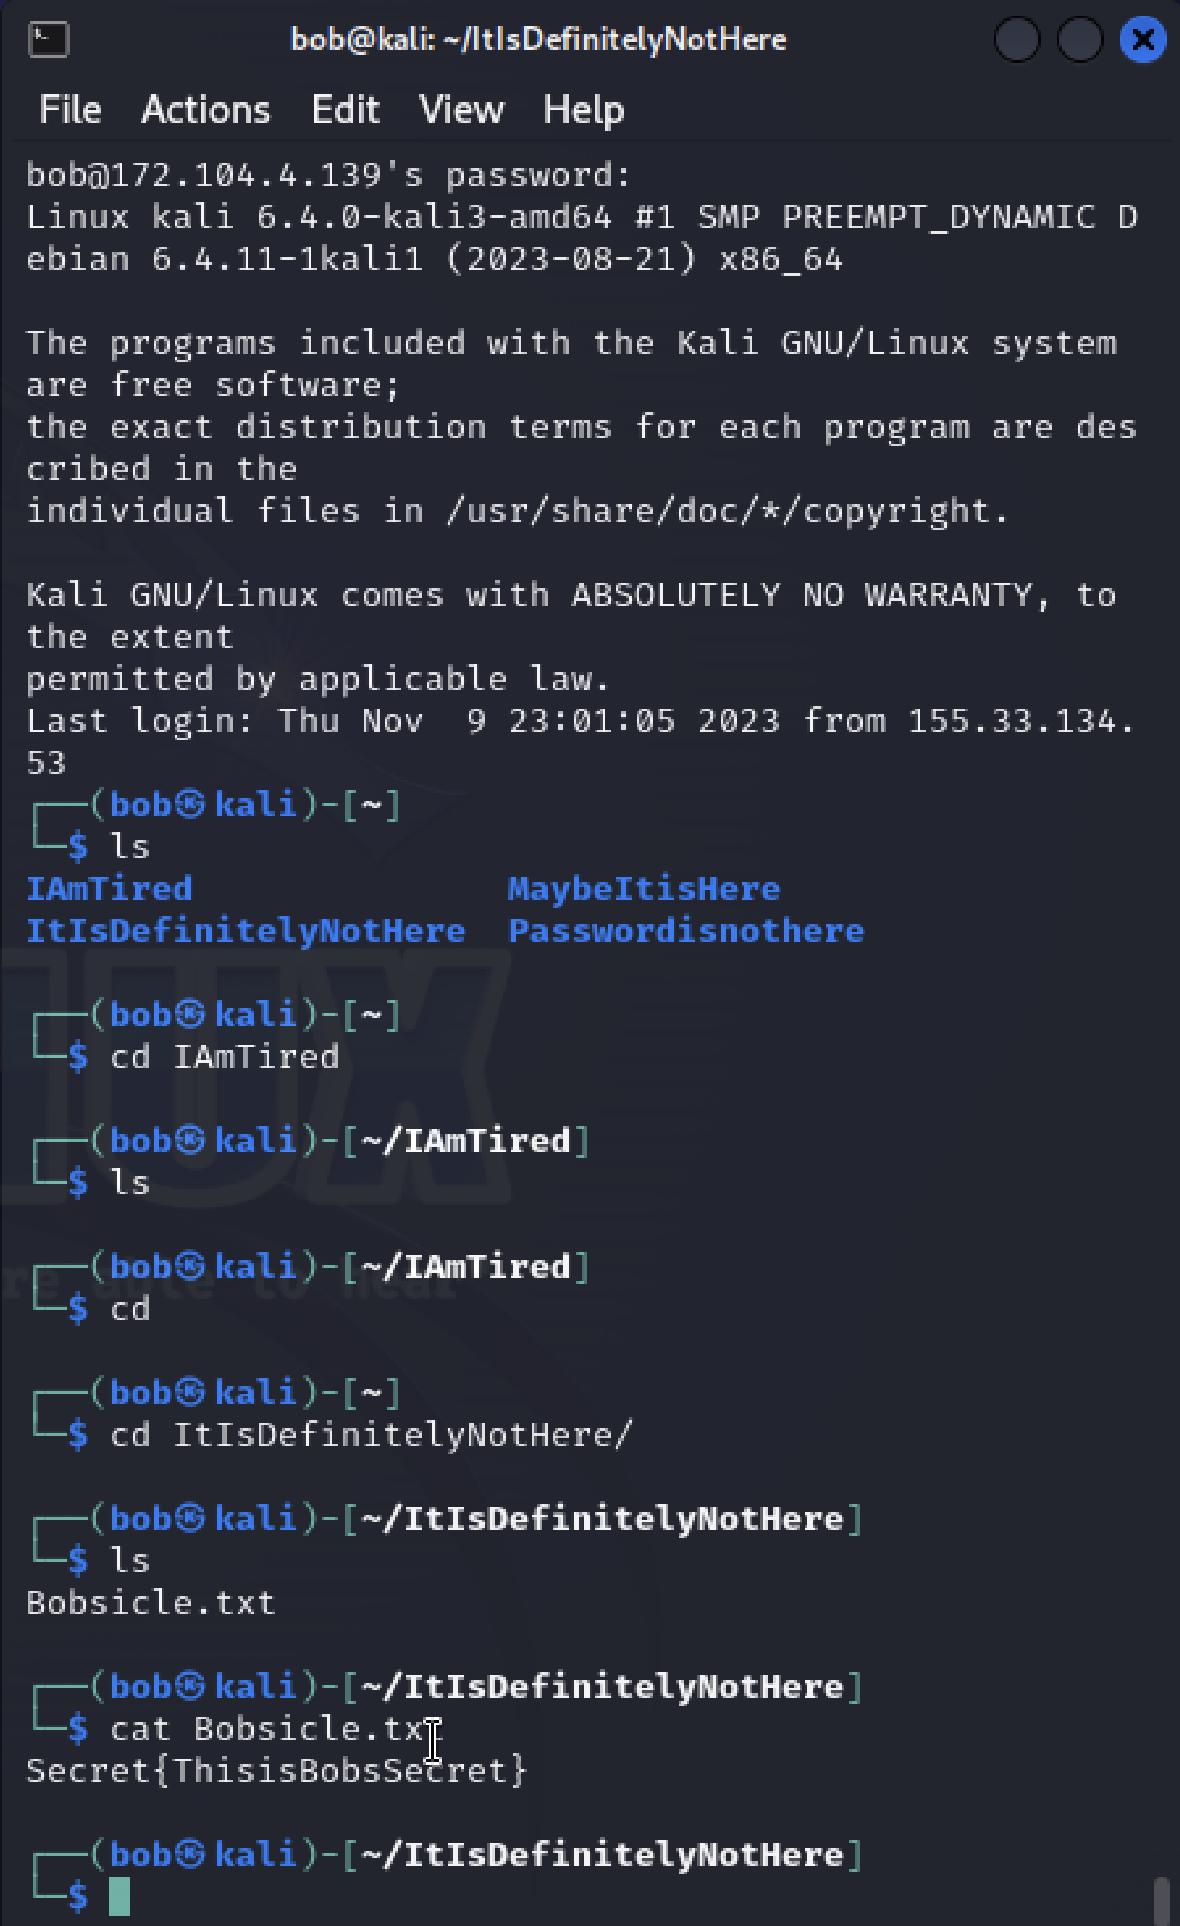 bob@kali: ~/ItIsDefinitelyNotHere
File Actions Edit View Help
bob@172.104.4.139's password:
Linux kali 6.4.0-kali3-amd64 #1 SMP PREEMPT_DYNAMIC D
ebian 6.4.11-1kali1 (2023-08-21) x86_64
The programs included with the Kali GNU/Linux system
are free software;
the exact distribution terms for each program are des
cribed in the
individual files in /usr/share/doc/*/copyright.
Kali GNU/Linux comes with ABSOLUTELY NO WARRANTY, to
the extent
permitted by applicable law.
Last login: Thu Nov  9 23:01:05 2023 from 155.33.134.
53
┌──(bob㉿kali)-[~]
└─$ ls
IAmTired               MaybeItisHere
ItIsDefinitelyNotHere  Passwordisnothere
┌──(bob㉿kali)-[~]
└─$ cd IAmTired
┌──(bob㉿kali)-[~/IAmTired]
└─$ ls
┌──(bob㉿kali)-[~/IAmTired]
└─$ cd
┌──(bob㉿kali)-[~]
└─$ cd ItIsDefinitelyNotHere/
┌──(bob㉿kali)-[~/ItIsDefinitelyNotHere]
└─$ ls
Bobsicle.txt
┌──(bob㉿kali)-[~/ItIsDefinitelyNotHere]
└─$ cat Bobsicle.txt
Secret{ThisisBobsSecret}
┌──(bob㉿kali)-[~/ItIsDefinitelyNotHere]
└─$